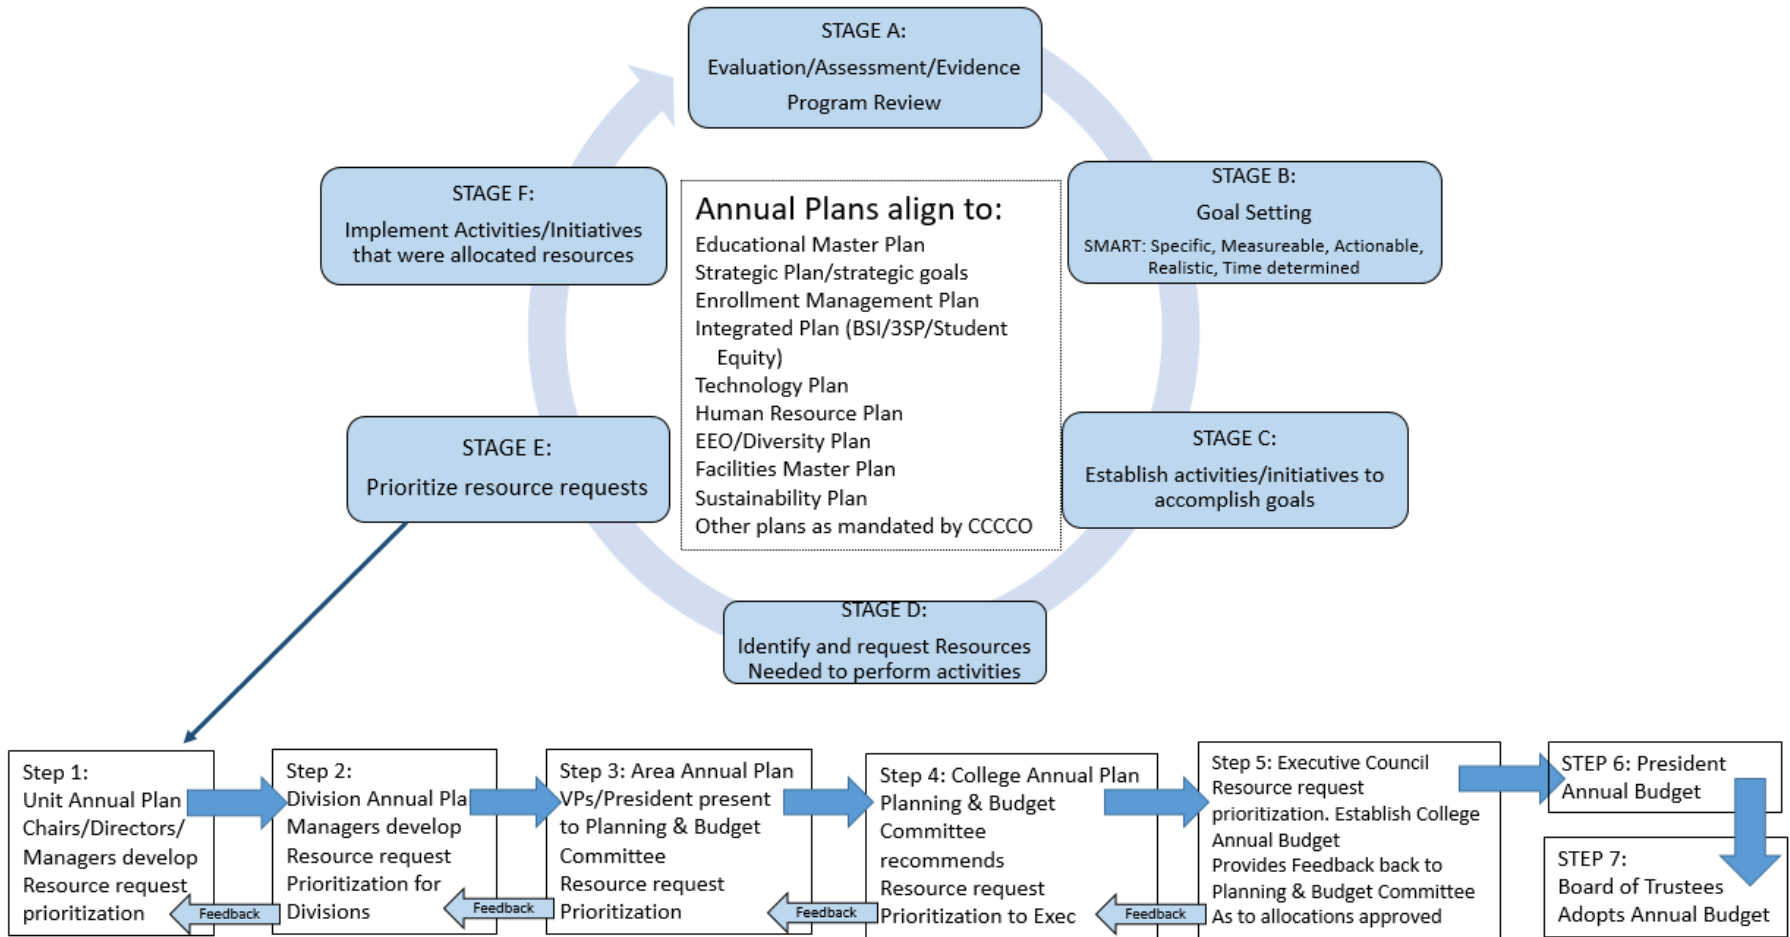 STAGE A:
Evaluation/Assessment/Evidence
Program Review
STAGE B:
Goal Setting
SMART: Specific, Measureable, Actionable,
Realistic, Time determined
STAGE C:
Establish activities/initiatives to
accomplish goals
STAGE D:
Identify and request Resources
Needed to perform activities
STAGE E:
Prioritize resource requests
STAGE F:
Implement Activities/Initiatives
that were allocated resources
Annual Plans align to:
Educational Master Plan
Strategic Plan/strategic goals
Enrollment Management Plan
Integrated Plan (BSI/3SP/Student
Equity)
Technology Plan
Human Resource Plan
EEO/Diversity Plan
Facilities Master Plan
Sustainability Plan
Other plans as mandated by CCCCO
Step 1:
Unit Annual Plan
Chairs/Directors/
Managers develop
Resource request
prioritization
Feedback
Step 2:
Division Annual Pla
Managers develop
Resource request
Prioritization for
Divisions
Feedback
Step 3: Area Annual Plan
VPs/President present
to Planning & Budget
Committee
Resource request
Prioritization
Feedback
Step 4: College Annual Plan
Planning & Budget
Committee
recommends
Resource request
Prioritization to Exec
Feedback
Step 5: Executive Council
Resource request
prioritization. Establish College
Annual Budget
Provides Feedback back to
Planning & Budget Committee
As to allocations approved
STEP 6: President
Annual Budget
STEP 7:
Board of Trustees
Adopts Annual Budget